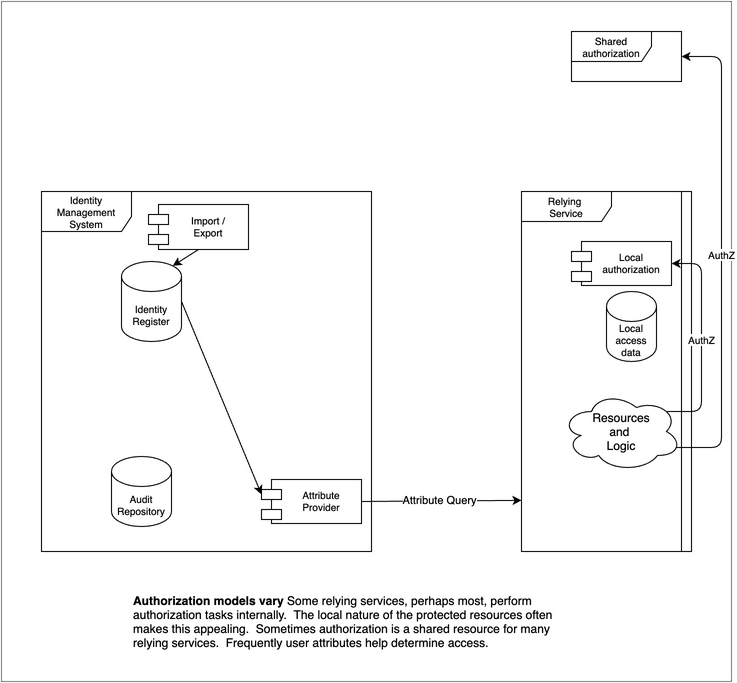 Shared
authorization
Identity
Management
System
Import /
Export
Identity
Register
Audit
Repository
Attribute
Provider
Attribute Query
Relying
Service
Local
authorization
Local
access
data
Resources
and
Logic
AuthZ
AuthZ
Authorization models vary Some relying services, perhaps most, perform
authorization tasks internally.  The local nature of the protected resources often
makes this appealing.  Sometimes authorization is a shared resource for many
relying services.  Frequently user attributes help determine access.